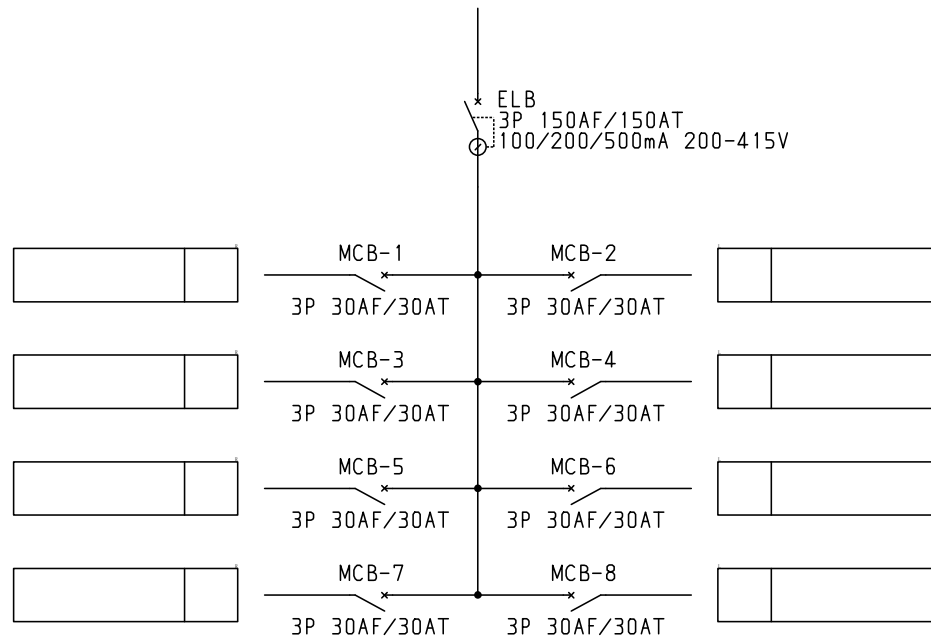 ELB
3P 150AF/150AT
100/200/500mA 200-415V
MCB-1
MCB-2
3P 30AF/30AT
3P 30AF/30AT
MCB-3
MCB-4
3P 30AF/30AT
3P 30AF/30AT
MCB-5
MCB-6
3P 30AF/30AT
3P 30AF/30AT
MCB-7
MCB-8
3P 30AF/30AT
3P 30AF/30AT